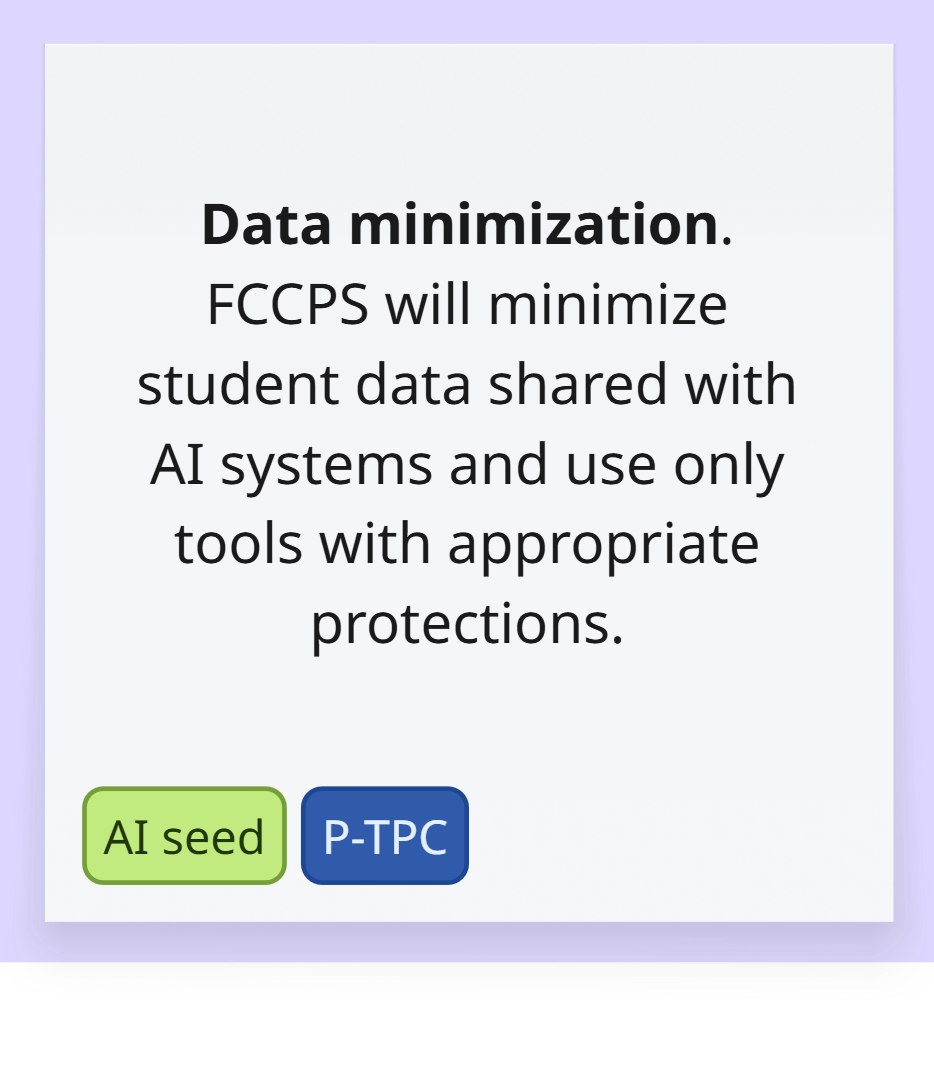 Data minimization.
FCCPS will minimize
student data shared with
AI systems and use only
tools with appropriate
protections.
AI seed
P-TPC